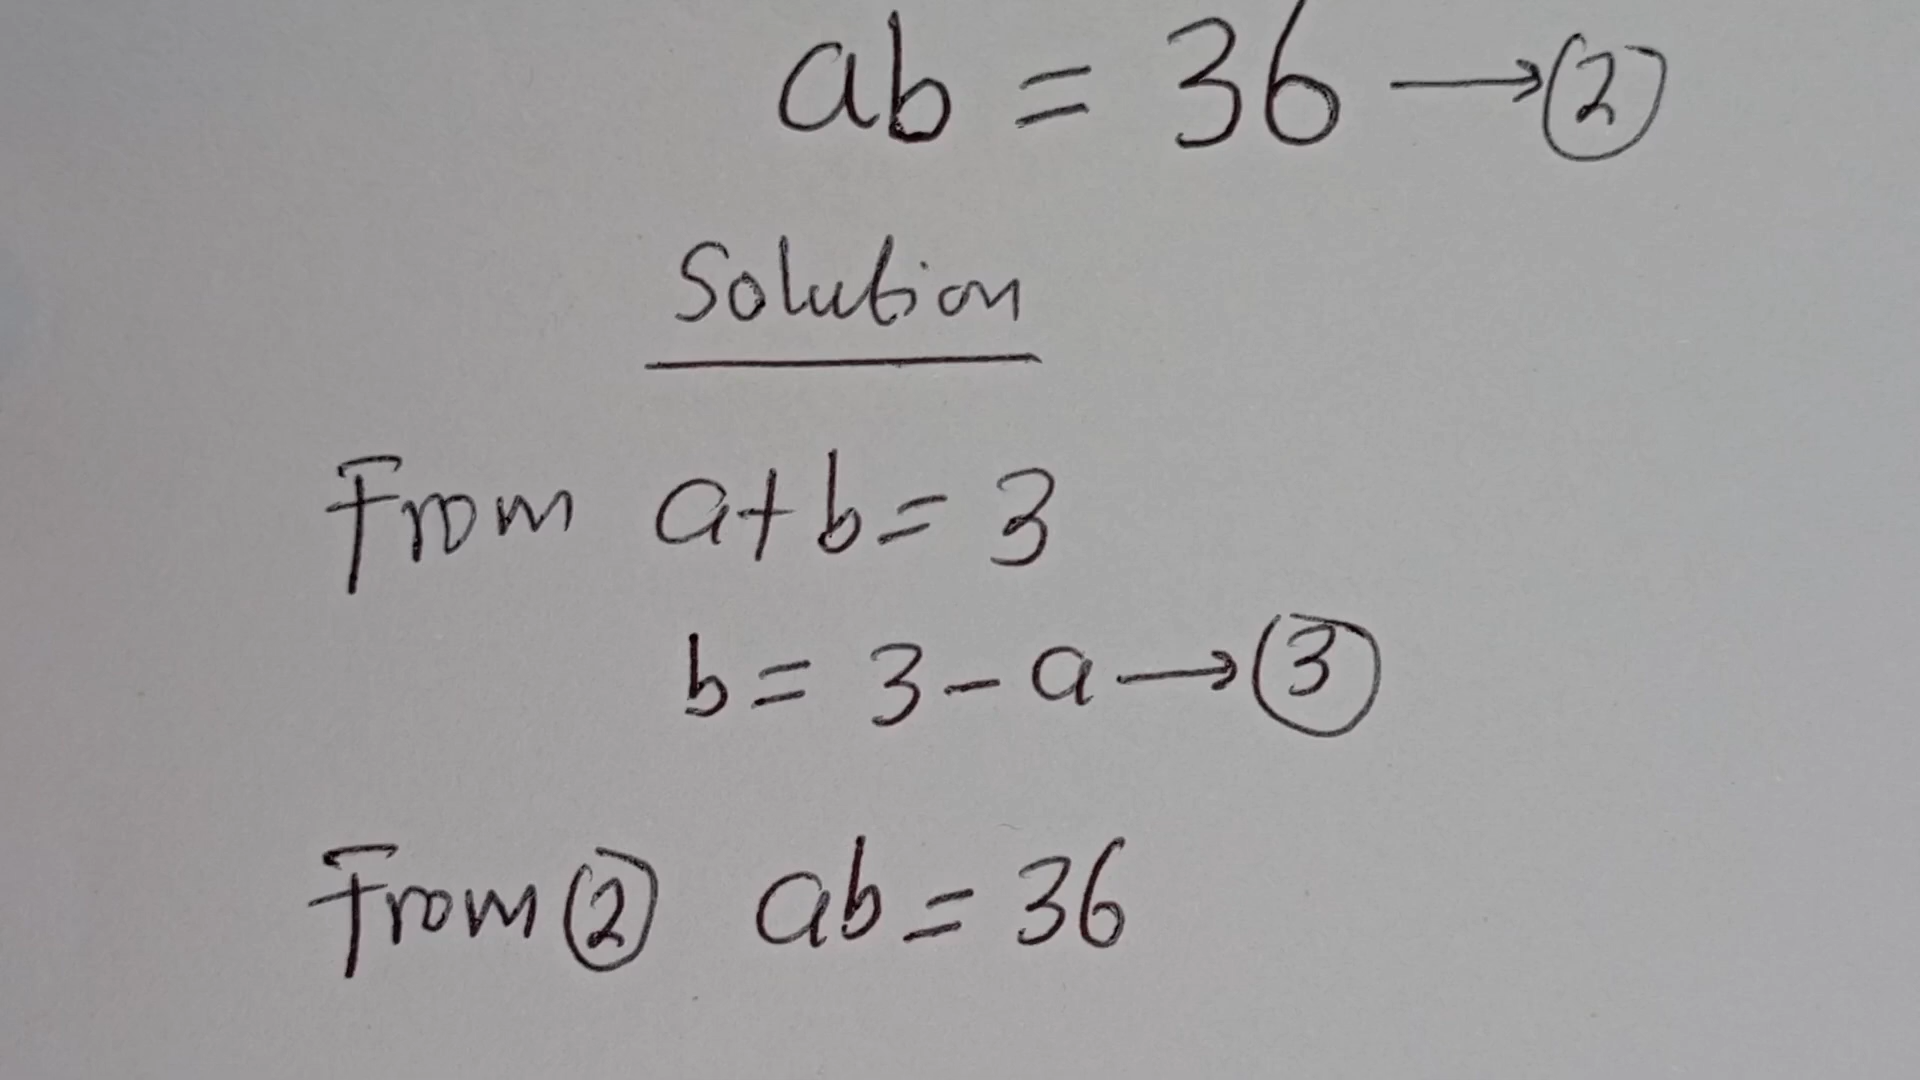 ab = 36 → ②
Solution
From a+b = 3
b = 3 - a → ③
From ② ab = 36